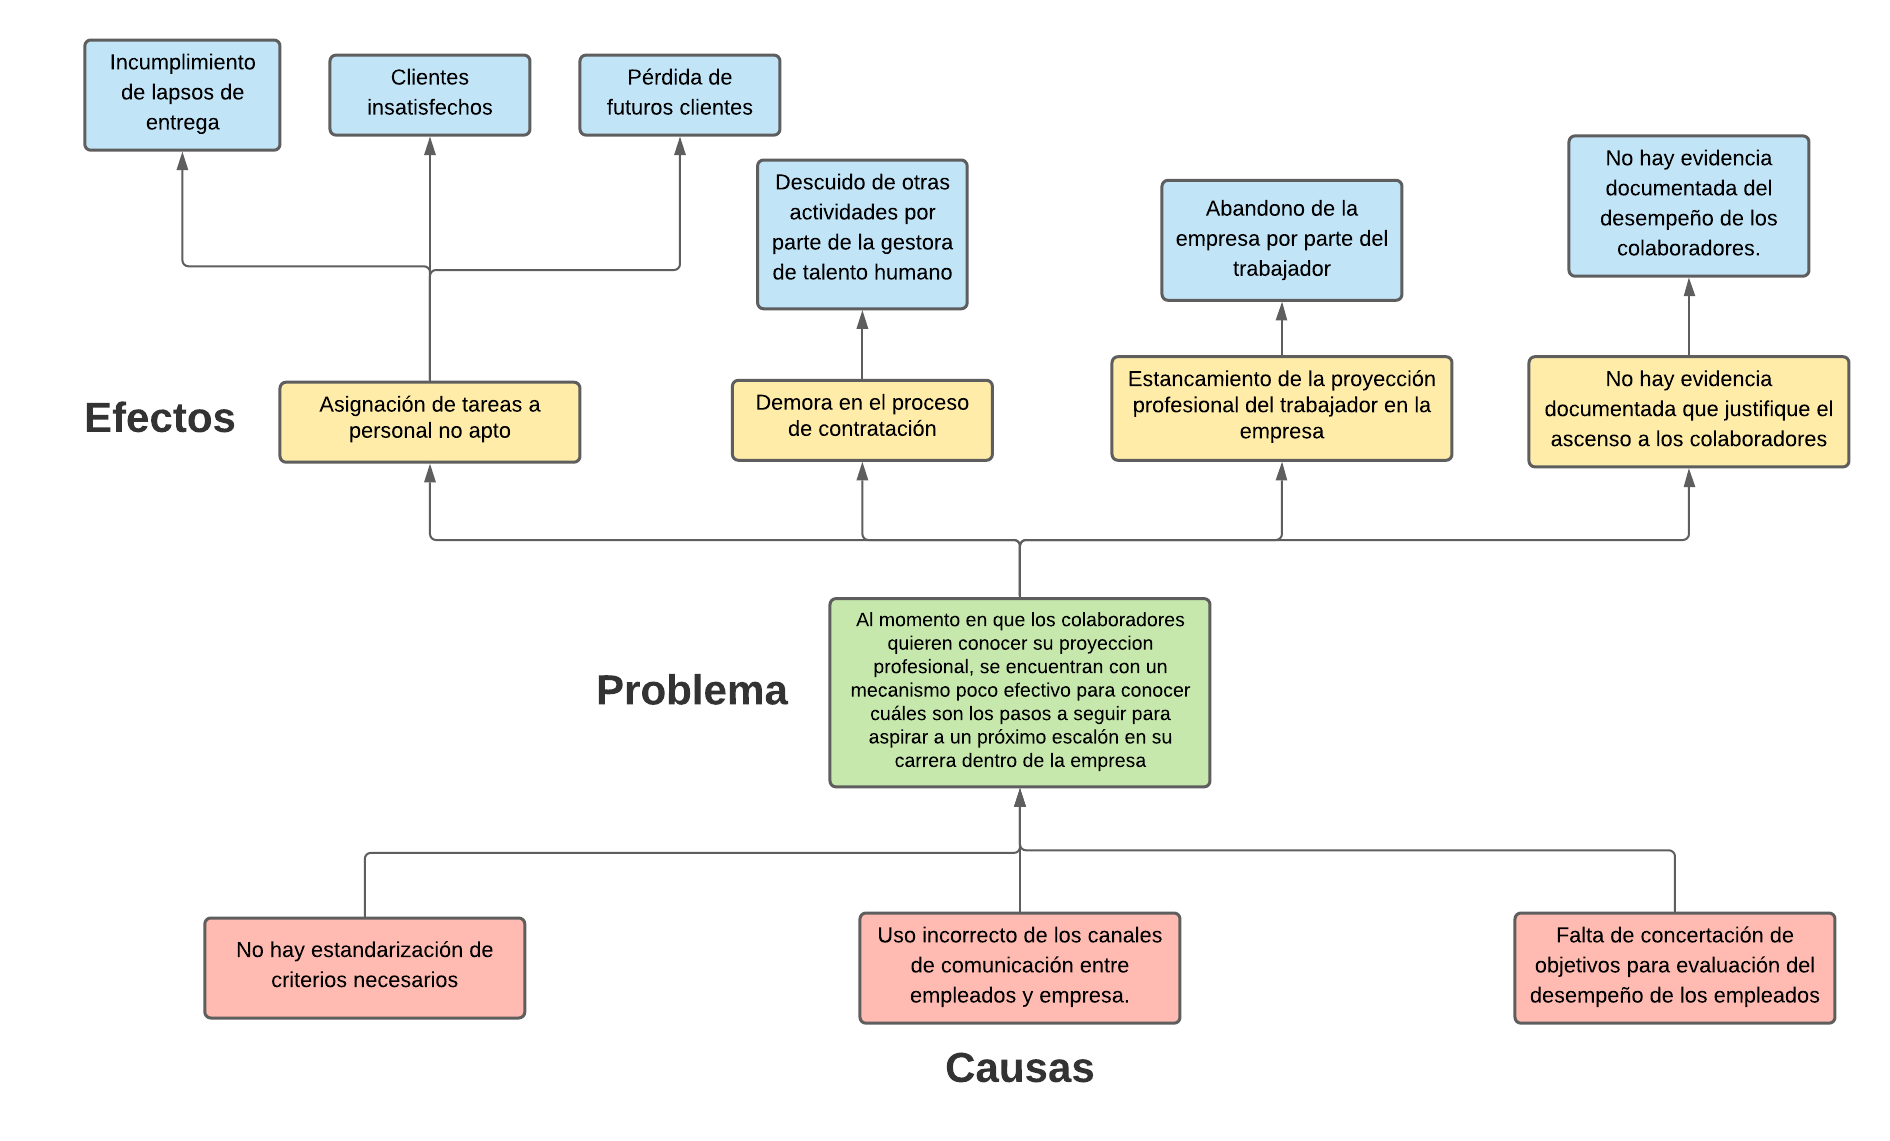 Incumplimiento
de lapsos de
entrega
Clientes
insatisfechos
Pérdida de
futuros clientes
Descuido de otras
actividades por
parte de la gestora
de talento humano
Abandono de la
empresa por parte del
trabajador
No hay evidencia
documentada del
desempeño de los
colaboradores.
Efectos
Asignación de tareas a
personal no apto
Demora en el proceso
de contratación
Estancamiento de la proyección
profesional del trabajador en la
empresa
No hay evidencia
documentada que justifique el
ascenso a los colaboradores
Problema
Al momento en que los colaboradores
quieren conocer su proyeccion
profesional, se encuentran con un
mecanismo poco efectivo para conocer
cuáles son los pasos a seguir para
aspirar a un próximo escalón en su
carrera dentro de la empresa
No hay estandarización de
criterios necesarios
Uso incorrecto de los canales
de comunicación entre
empleados y empresa.
Falta de concertación de
objetivos para evaluación del
desempeño de los empleados
Causas